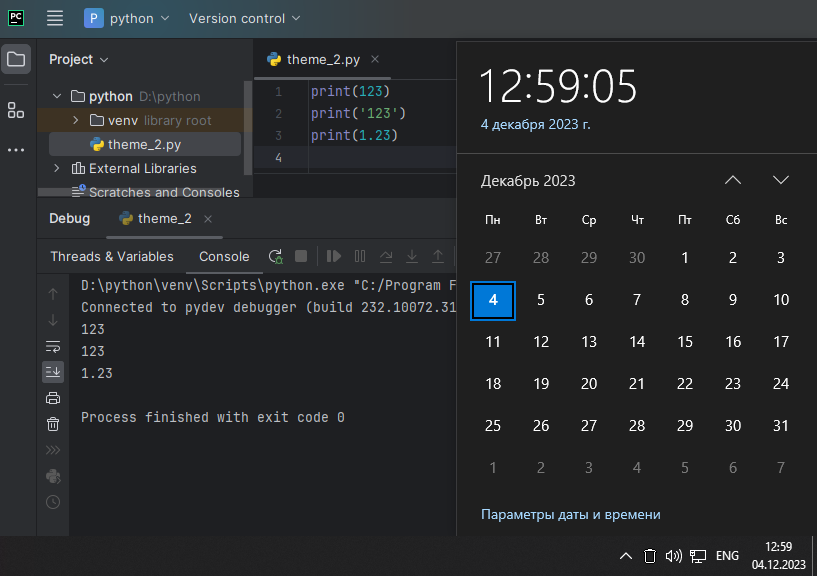 PC
P python
Version control
Project
python D:\python
venv library root
theme_2.py
External Libraries
Scratches and Consoles
theme_2.py
1 print(123)
2 print('123')
3 print(1.23)
4
Debug
theme_2
Threads & Variables
Console
D:\python\venv\Scripts\python.exe "C:/Program F
Connected to pydev debugger (build 232.10072.31
123
123
1.23
Process finished with exit code 0
12:59:05
4 декабря 2023 г.
Декабрь 2023
Пн Вт Ср Чт Пт Сб Вс
27 28 29 30 1 2 3
4 5 6 7 8 9 10
11 12 13 14 15 16 17
18 19 20 21 22 23 24
25 26 27 28 29 30 31
1 2 3 4 5 6 7
Параметры даты и времени
ENG
12:59
04.12.2023